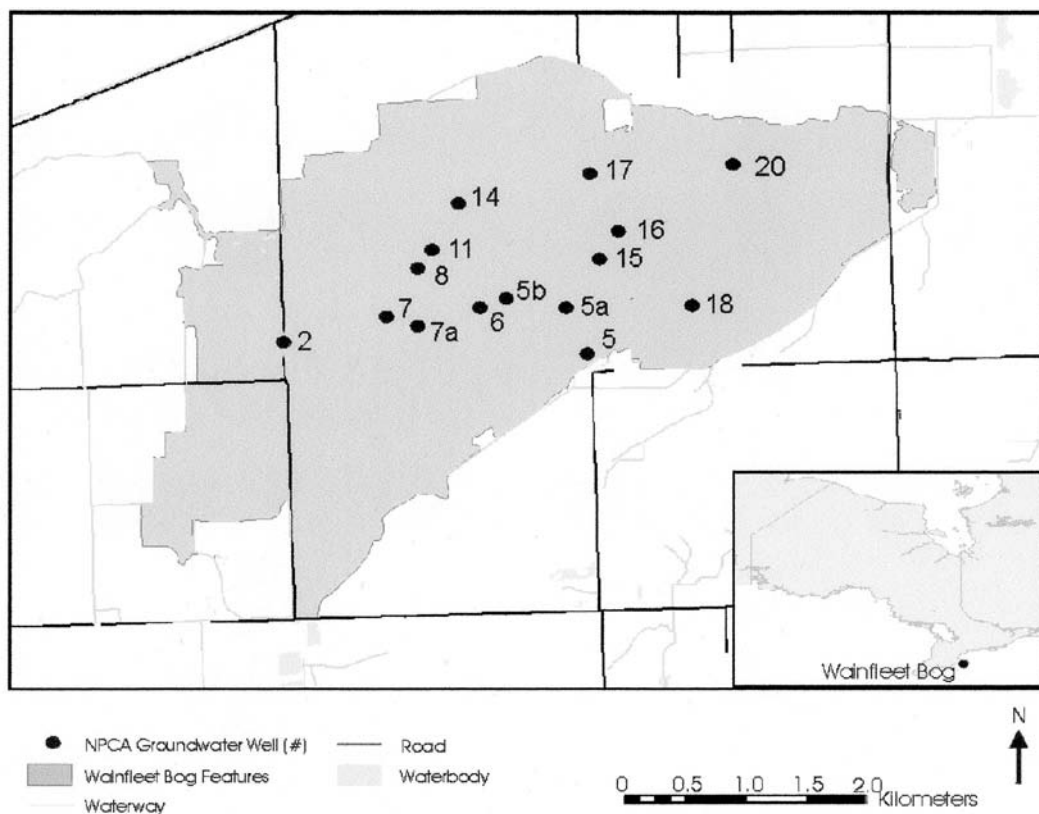 17
20
14
16
11
15
8
5b
7
6
5a
18
7a
2
5
Wainfleet Bog
N
NPCA Groundwater Well (#)
Road
Wainfleet Bog Features
Waterbody
Waterway
0 0.5 1.0 1.5 2.0
Kilometers